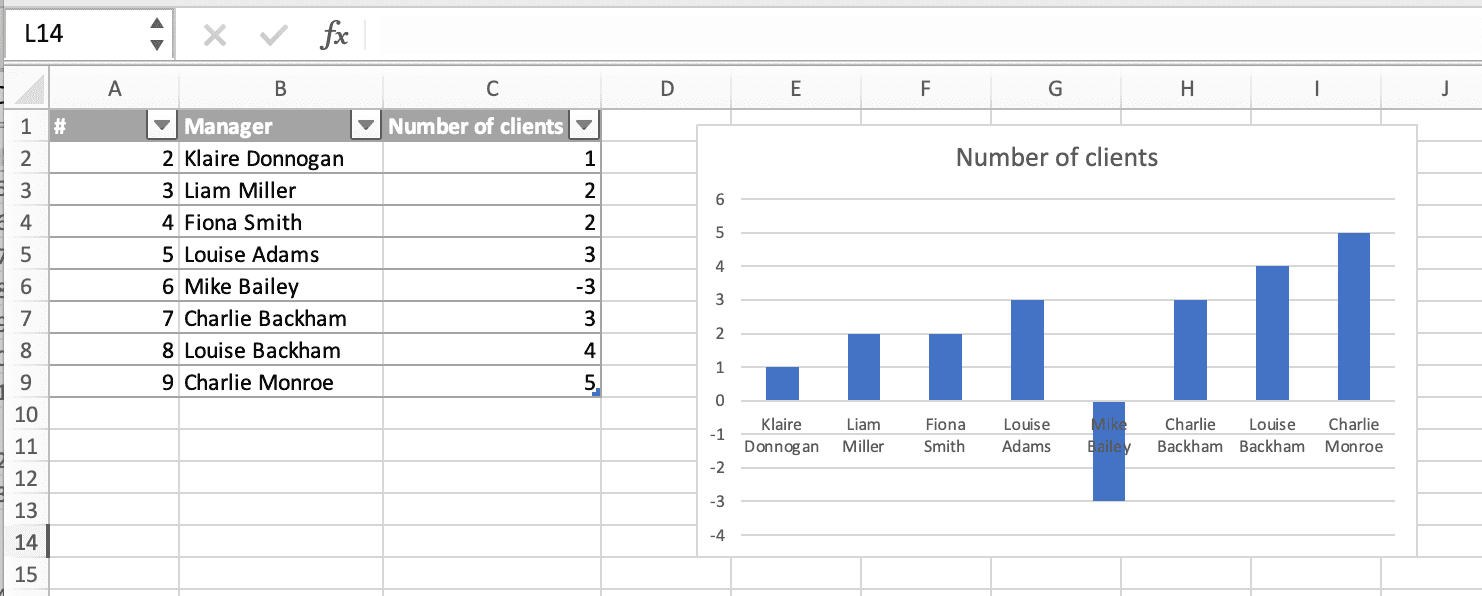 L14 fx
A B C D E F G H I J
1 # Manager Number of clients
2 2 Klaire Donnogan 1
3 3 Liam Miller 2
4 4 Fiona Smith 2
5 5 Louise Adams 3
6 6 Mike Bailey -3
7 7 Charlie Backham 3
8 8 Louise Backham 4
9 9 Charlie Monroe 5
10
11
12
13
14
15
Number of clients
6
5
4
3
2
1
0
-1
-2
-3
-4
Klaire Liam Fiona Louise Mike Charlie Louise Charlie
Donnogan Miller Smith Adams Bailey Backham Backham Monroe